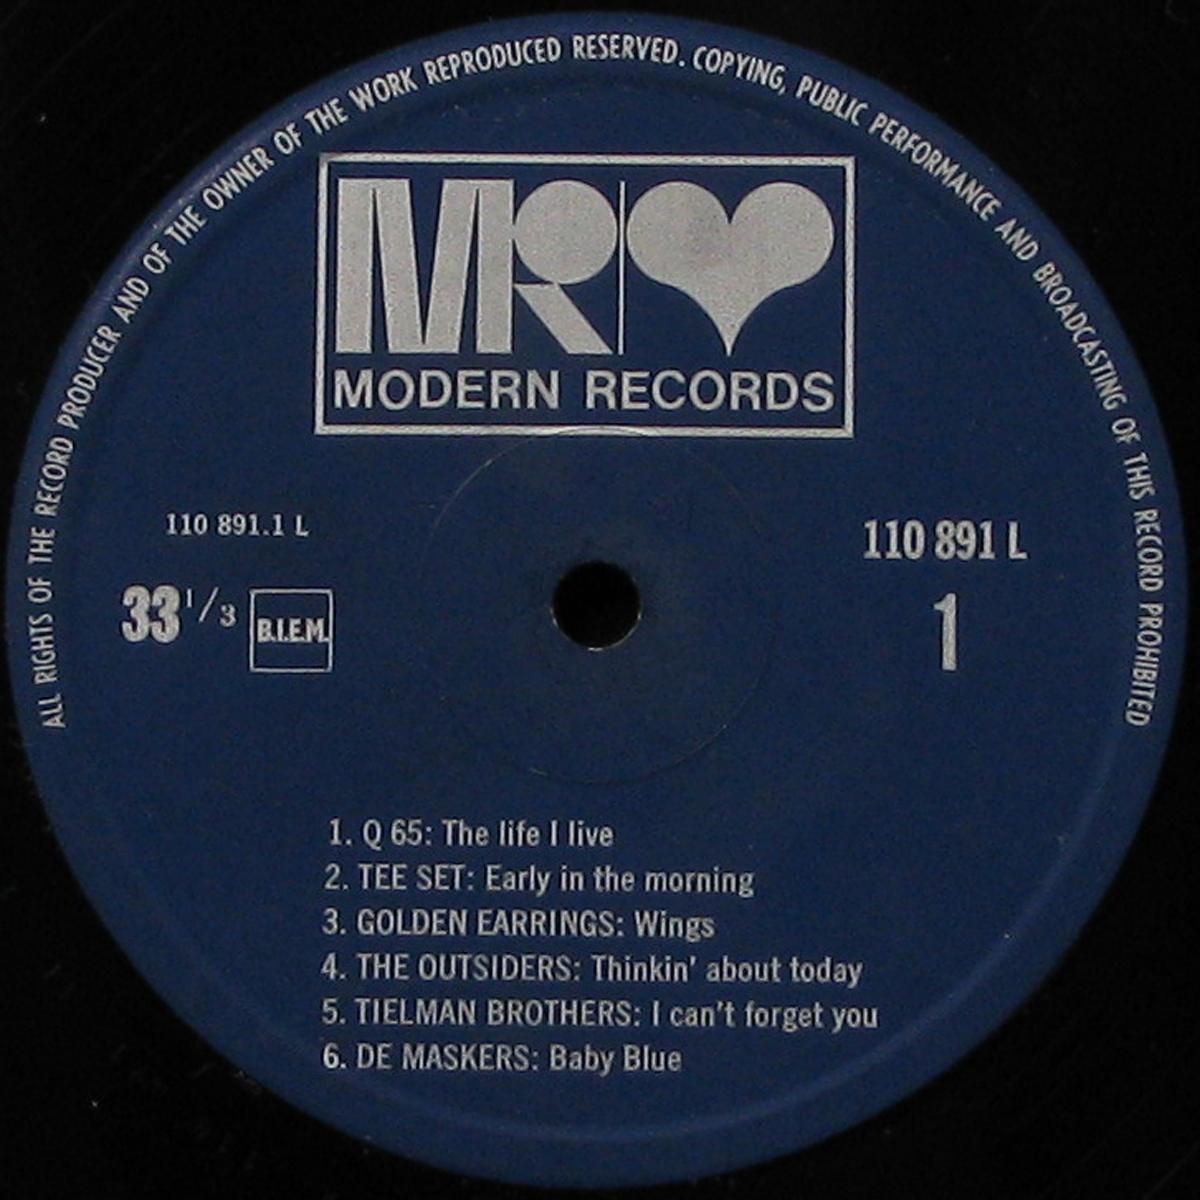 ALL RIGHTS OF THE RECORD PRODUCER AND OF THE OWNER OF THE WORK REPRODUCED RESERVED. COPYING, PUBLIC PERFORMANCE AND BROADCASTING OF THIS RECORD PROHIBITED
MR
MODERN RECORDS
110 891.1 L
110 891 L
33 1/3 B.I.E.M.
1
1. Q 65: The life I live
2. TEE SET: Early in the morning
3. GOLDEN EARRINGS: Wings
4. THE OUTSIDERS: Thinkin' about today
5. TIELMAN BROTHERS: I can't forget you
6. DE MASKERS: Baby Blue